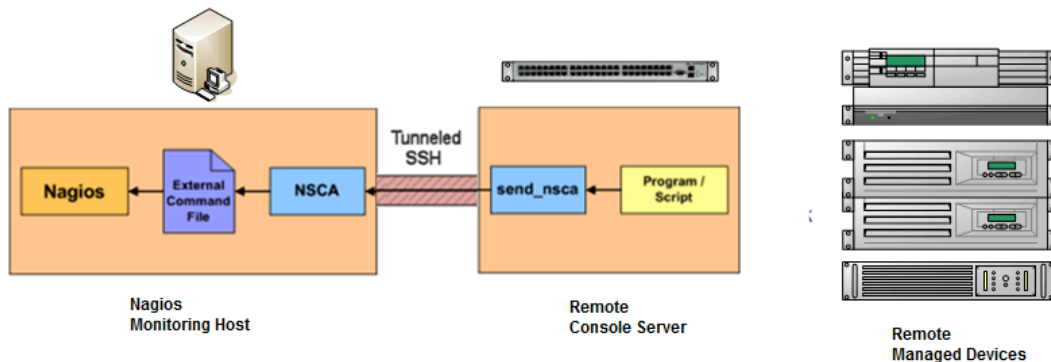 Tunneled
SSH
Nagios
External
Command
File
NSCA
send_nsca
Program /
Script
Nagios
Monitoring Host
Remote
Console Server
Remote
Managed Devices